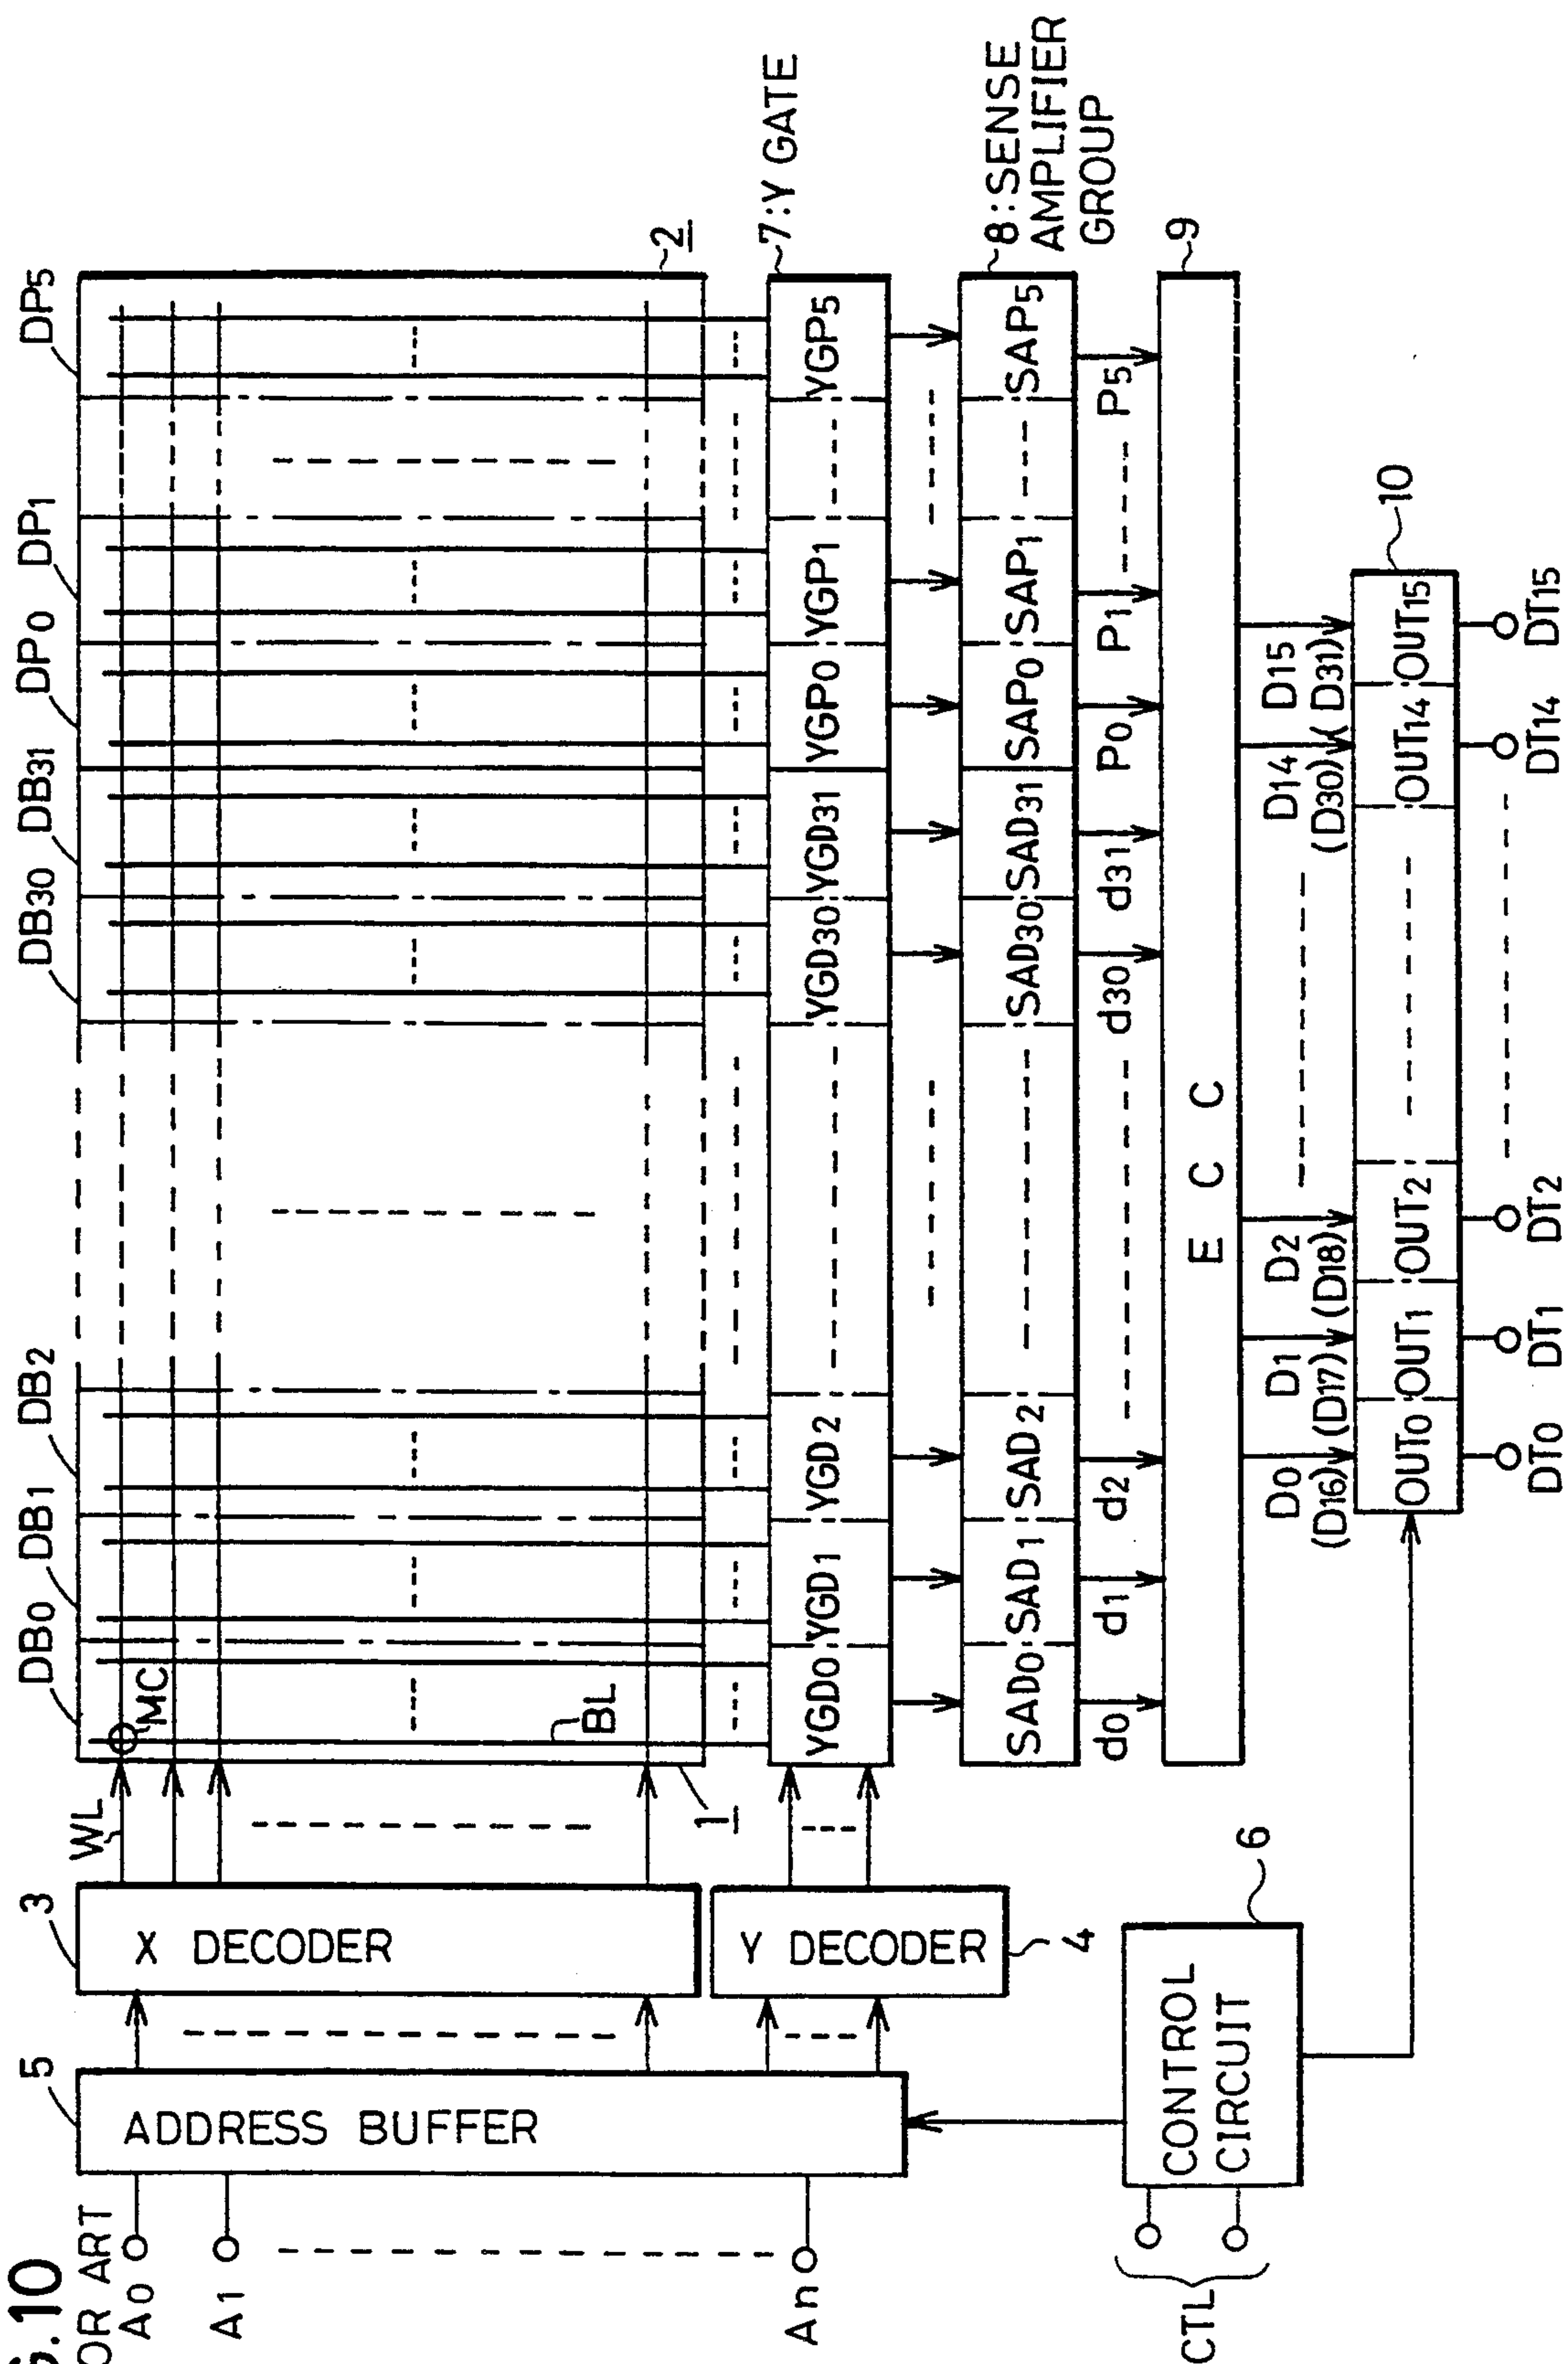 G.10
OR ART
DB0 DB1 DB2 DB30 DB31 DP0 DP1 DP5
5 3 WL MC BL 1 2
A0
A1
An
ADDRESS BUFFER
X DECODER
Y DECODER
4
YGD0 YGD1 YGD2 YGD30 YGD31 YGP0 YGP1 YGP5
7:Y GATE
SAD0 SAD1 SAD2 SAD30 SAD31 SAP0 SAP1 SAP5
8:SENSE
AMPLIFIER
GROUP
d0 d1 d2 d30 d31 P0 P1 P5
E C C
9
CTL
CONTROL
CIRCUIT
6
D0 D1 D2 D14 D15
(D16) (D17) (D18) (D30) (D31)
OUT0 OUT1 OUT2 OUT14 OUT15
10
DT0 DT1 DT2 DT14 DT15